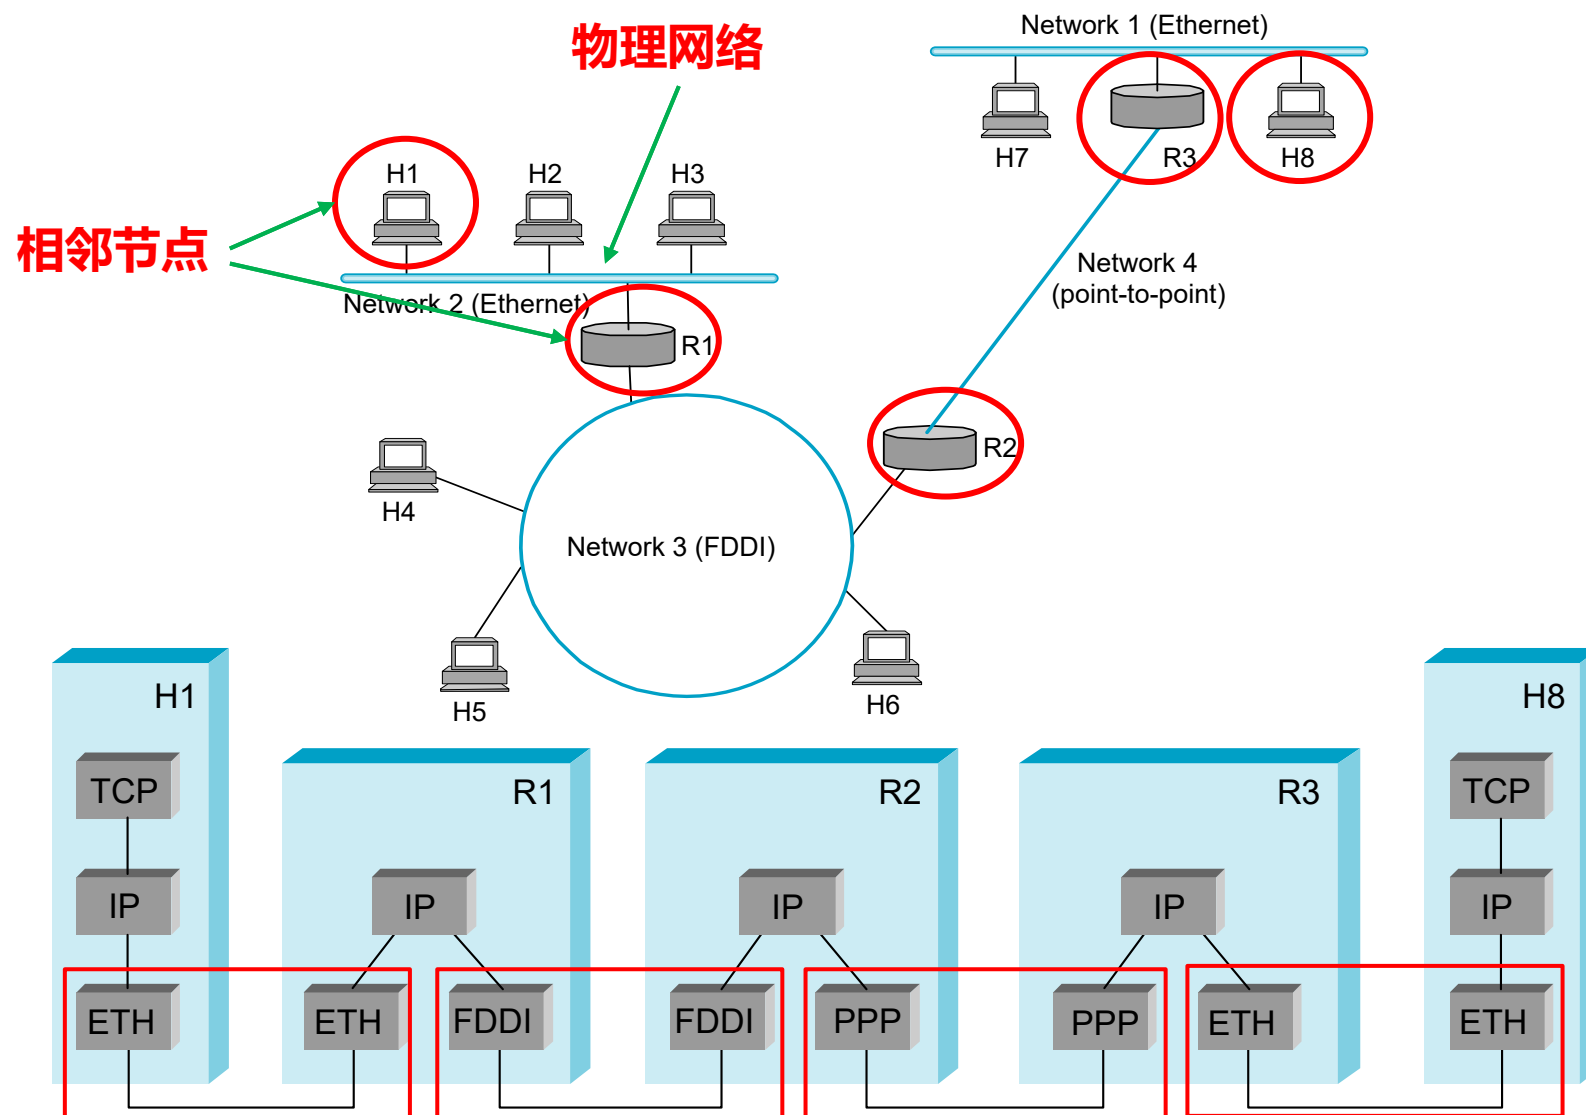 物理网络
Network 1 (Ethernet)
H7
R3
H8
H1
H2
H3
相邻节点
Network 2 (Ethernet)
R1
Network 4
(point-to-point)
R2
H4
Network 3 (FDDI)
H5
H6
H1
TCP
IP
ETH
R1
IP
ETH
FDDI
R2
IP
FDDI
PPP
R3
IP
PPP
ETH
H8
TCP
IP
ETH